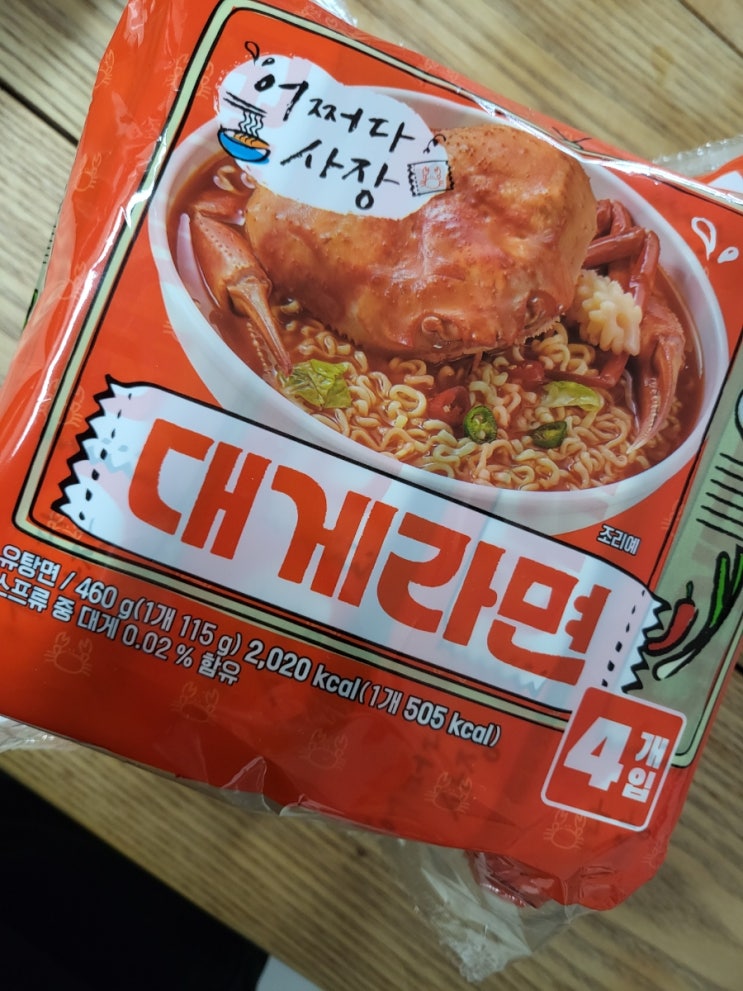 어쩌다
사장
조리예
대게라면
유탕면 / 460 g(1개 115 g) 2,020 kcal(1개 505 kcal)
스프류 중 대게 0.02 % 함유
4개입